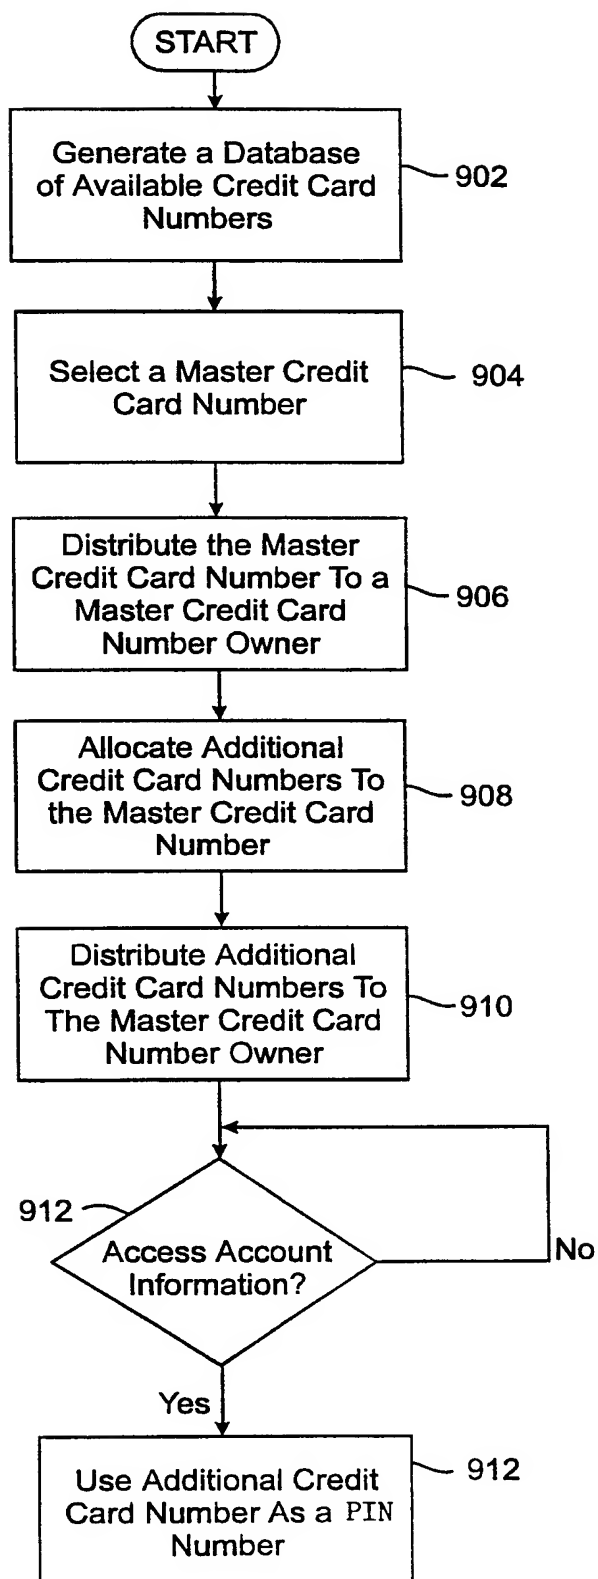 START
Generate a Database
of Available Credit Card
Numbers
902
Select a Master Credit
Card Number
904
Distribute the Master
Credit Card Number To a
Master Credit Card
Number Owner
906
Allocate Additional
Credit Card Numbers To
the Master Credit Card
Number
908
Distribute Additional
Credit Card Numbers To
The Master Credit Card
Number Owner
910
912
Access Account
Information?
No
Yes
Use Additional Credit
Card Number As a PIN
Number
912